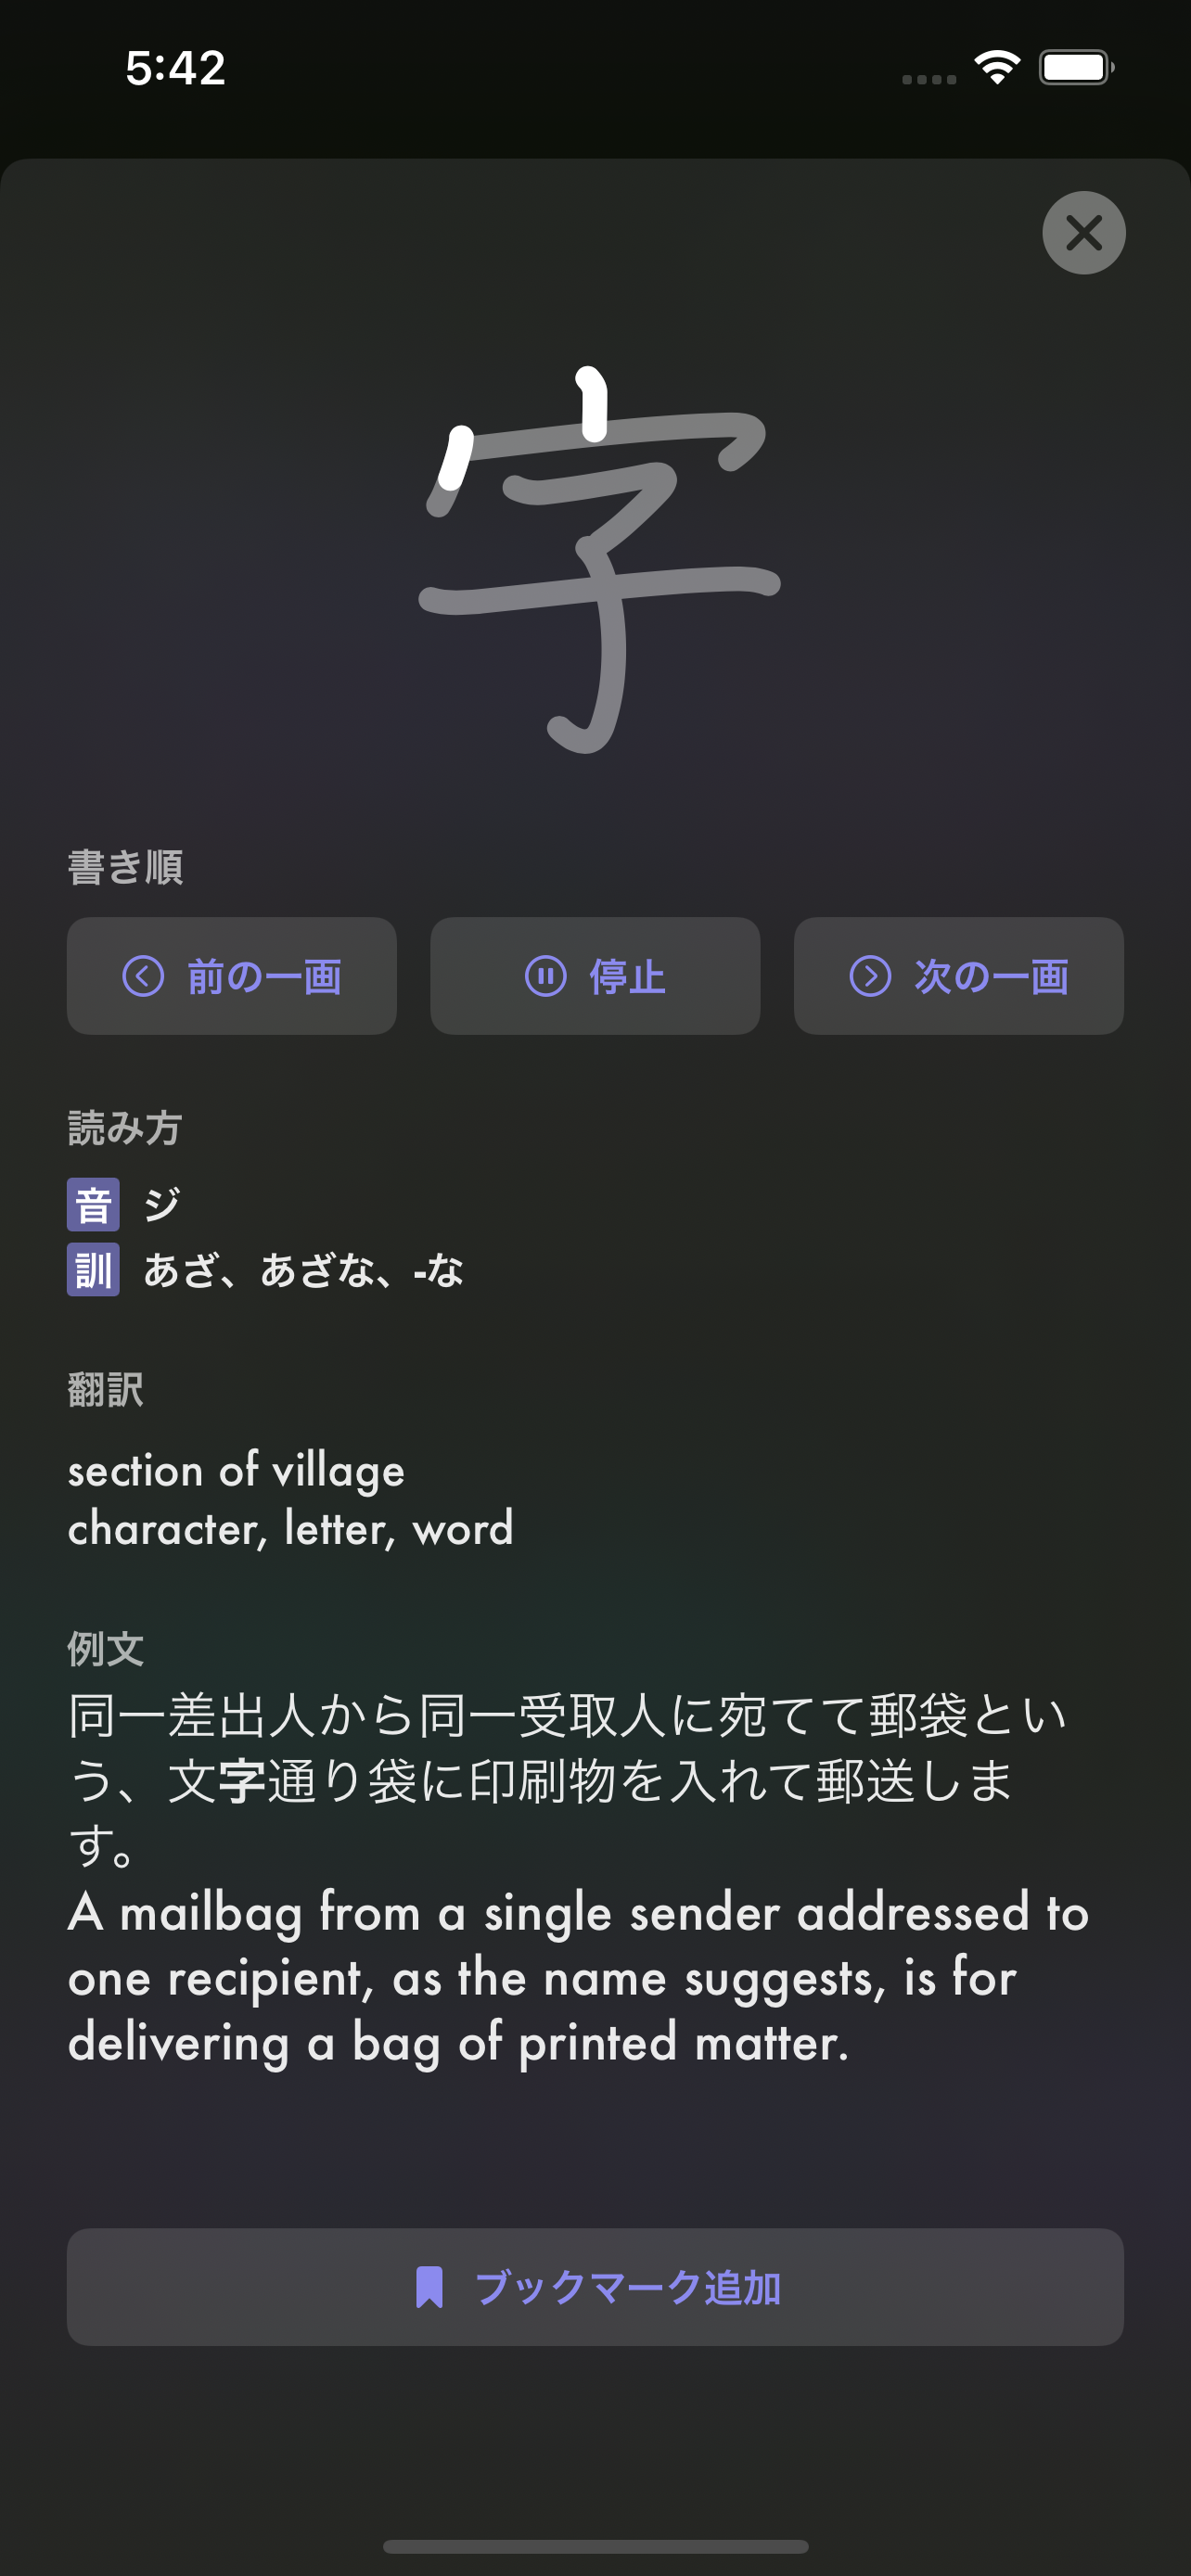 5:42
字
書き順
前の一画 停止 次の一画
読み方
音 ジ
訓 あざ、あざな、-な
翻訳
section of village
character, letter, word
例文
同一差出人から同一受取人に宛てて郵袋とい
う、文字通り袋に印刷物を入れて郵送しま
す。
A mailbag from a single sender addressed to
one recipient, as the name suggests, is for
delivering a bag of printed matter.
ブックマーク追加